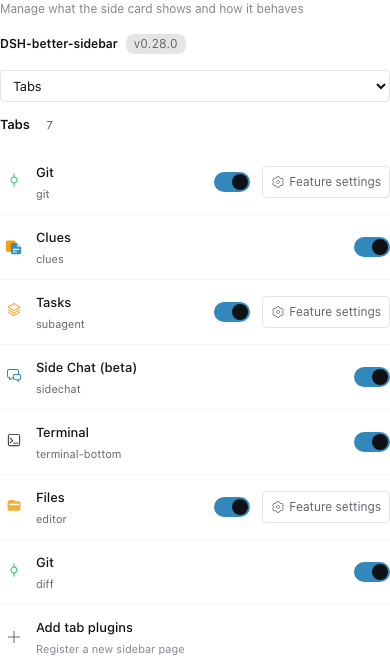 Manage what the side card shows and how it behaves
DSH-better-sidebar v0.28.0
Tabs
Tabs 7
Git
git
Feature settings
Clues
clues
Tasks
subagent
Feature settings
Side Chat (beta)
sidechat
Terminal
terminal-bottom
Files
editor
Feature settings
Git
diff
Add tab plugins
Register a new sidebar page